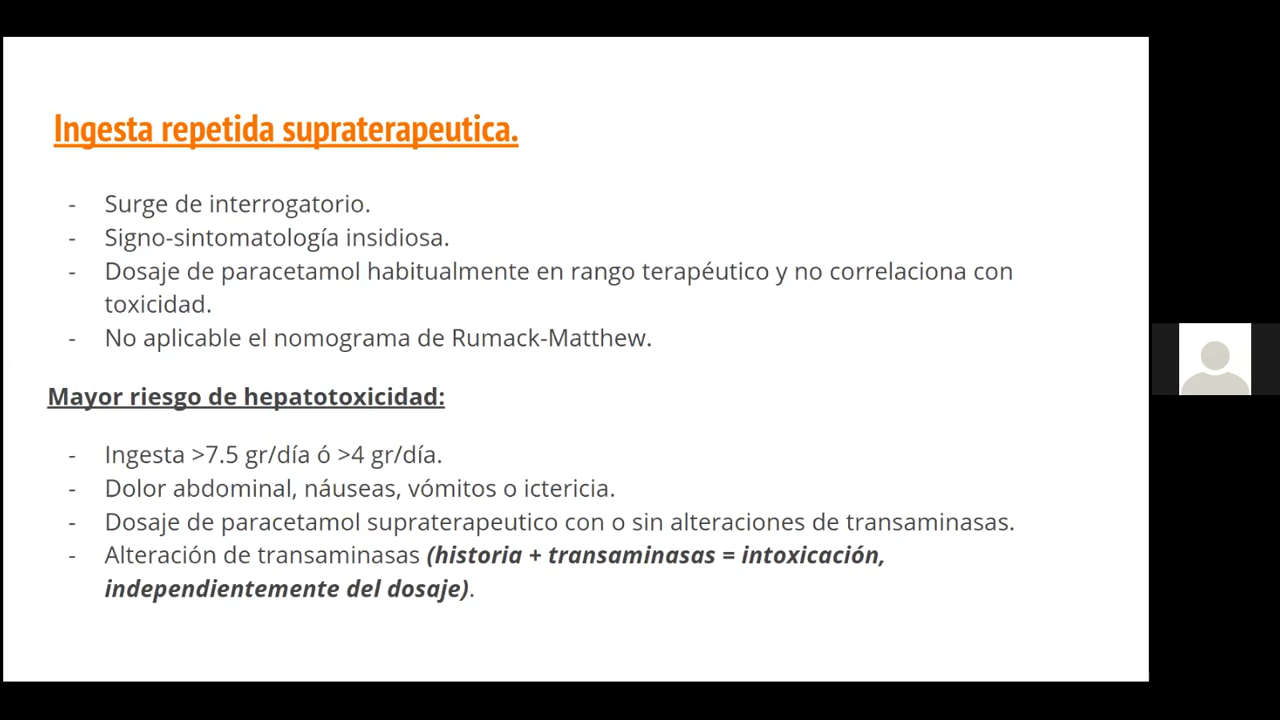 Ingesta repetida supraterapeutica.
- Surge de interrogatorio.
- Signo-sintomatología insidiosa.
- Dosaje de paracetamol habitualmente en rango terapéutico y no correlaciona con
toxicidad.
- No aplicable el nomograma de Rumack-Matthew.
Mayor riesgo de hepatotoxicidad:
- Ingesta >7.5 gr/día ó >4 gr/día.
- Dolor abdominal, náuseas, vómitos o ictericia.
- Dosaje de paracetamol supraterapeutico con o sin alteraciones de transaminasas.
- Alteración de transaminasas (historia + transaminasas = intoxicación,
independientemente del dosaje).